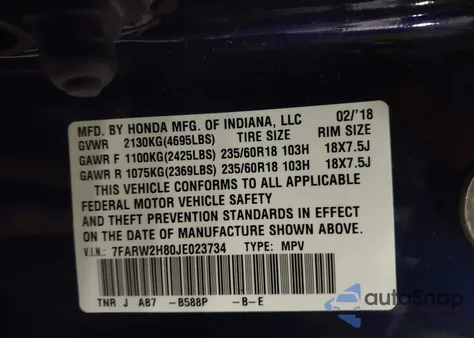 MFD. BY HONDA MFG. OF INDIANA, LLC 02/'18
GVWR 2130KG(4695LBS) TIRE SIZE RIM SIZE
GAWR F 1100KG(2425LBS) 235/60R18 103H 18X7.5J
GAWR R 1075KG(2369LBS) 235/60R18 103H 18X7.5J
THIS VEHICLE CONFORMS TO ALL APPLICABLE
FEDERAL MOTOR VEHICLE SAFETY
AND THEFT PREVENTION STANDARDS IN EFFECT
ON THE DATE OF MANUFACTURE SHOWN ABOVE.
V.I.N: 7FARW2H80JE023734 TYPE: MPV
TNR J A87 -B588P -B-E
autoSnap